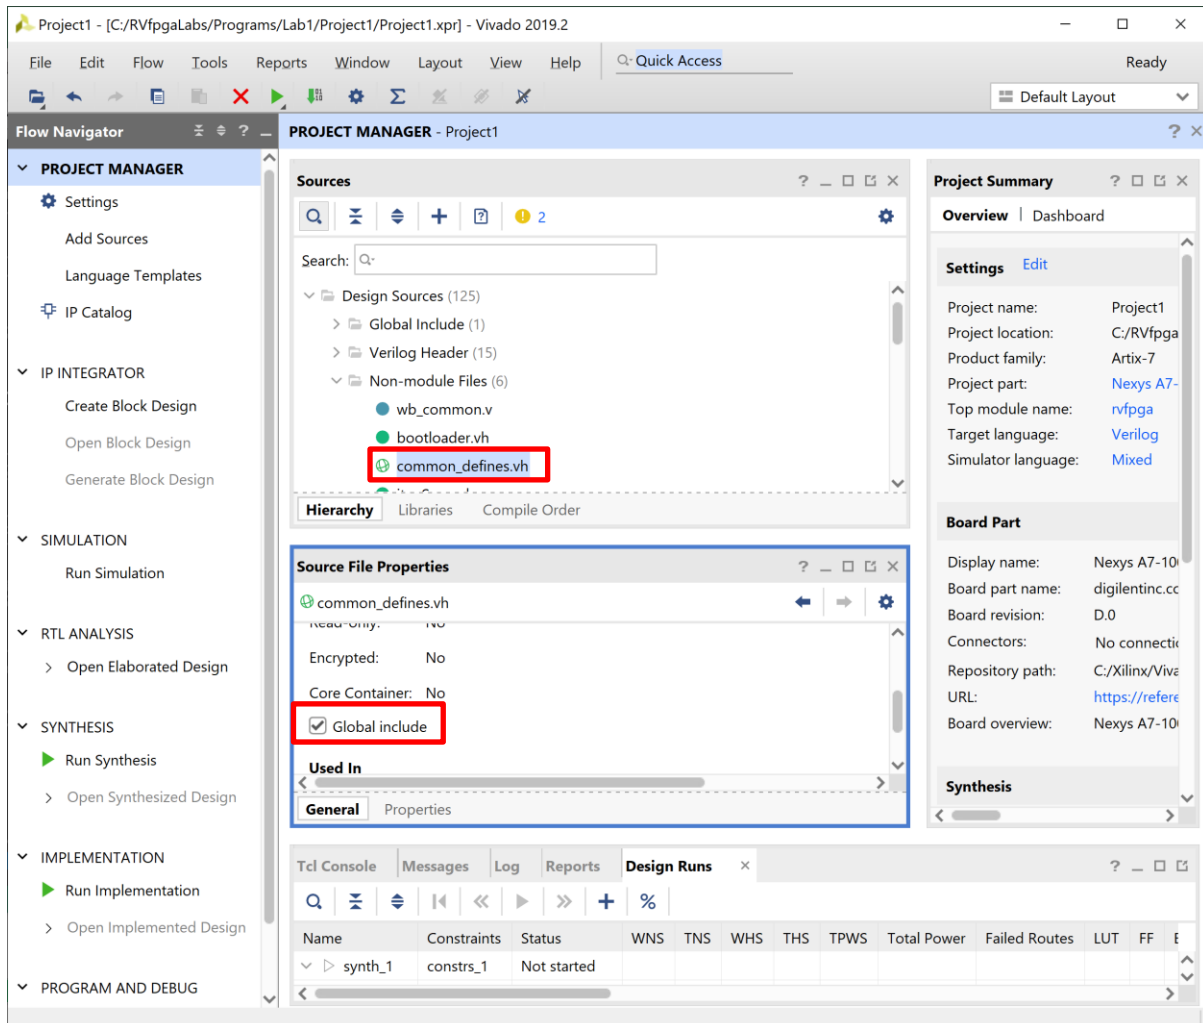 Project1 - [C:/RVfpgaLabs/Programs/Lab1/Project1/Project1.xpr] - Vivado 2019.2
File Edit Flow Tools Reports Window Layout View Help Quick Access Ready
Default Layout
Flow Navigator
PROJECT MANAGER
Settings
Add Sources
Language Templates
IP Catalog
IP INTEGRATOR
Create Block Design
Open Block Design
Generate Block Design
SIMULATION
Run Simulation
RTL ANALYSIS
Open Elaborated Design
SYNTHESIS
Run Synthesis
Open Synthesized Design
IMPLEMENTATION
Run Implementation
Open Implemented Design
PROGRAM AND DEBUG
PROJECT MANAGER - Project1
Sources
2
Search:
Design Sources (125)
Global Include (1)
Verilog Header (15)
Non-module Files (6)
wb_common.v
bootloader.vh
common_defines.vh
Hierarchy Libraries Compile Order
Source File Properties
common_defines.vh
Read-only: No
Encrypted: No
Core Container: No
Global include
Used In
General Properties
Project Summary
Overview | Dashboard
Settings Edit
Project name: Project1
Project location: C:/RVfpga
Product family: Artix-7
Project part: Nexys A7-
Top module name: rvfpga
Target language: Verilog
Simulator language: Mixed
Board Part
Display name: Nexys A7-10
Board part name: digilentinc.co
Board revision: D.0
Connectors: No connectio
Repository path: C:/Xilinx/Viva
URL: https://refere
Board overview: Nexys A7-10
Synthesis
Tcl Console Messages Log Reports Design Runs
Name Constraints Status WNS TNS WHS THS TPWS Total Power Failed Routes LUT FF
synth_1 constrs_1 Not started